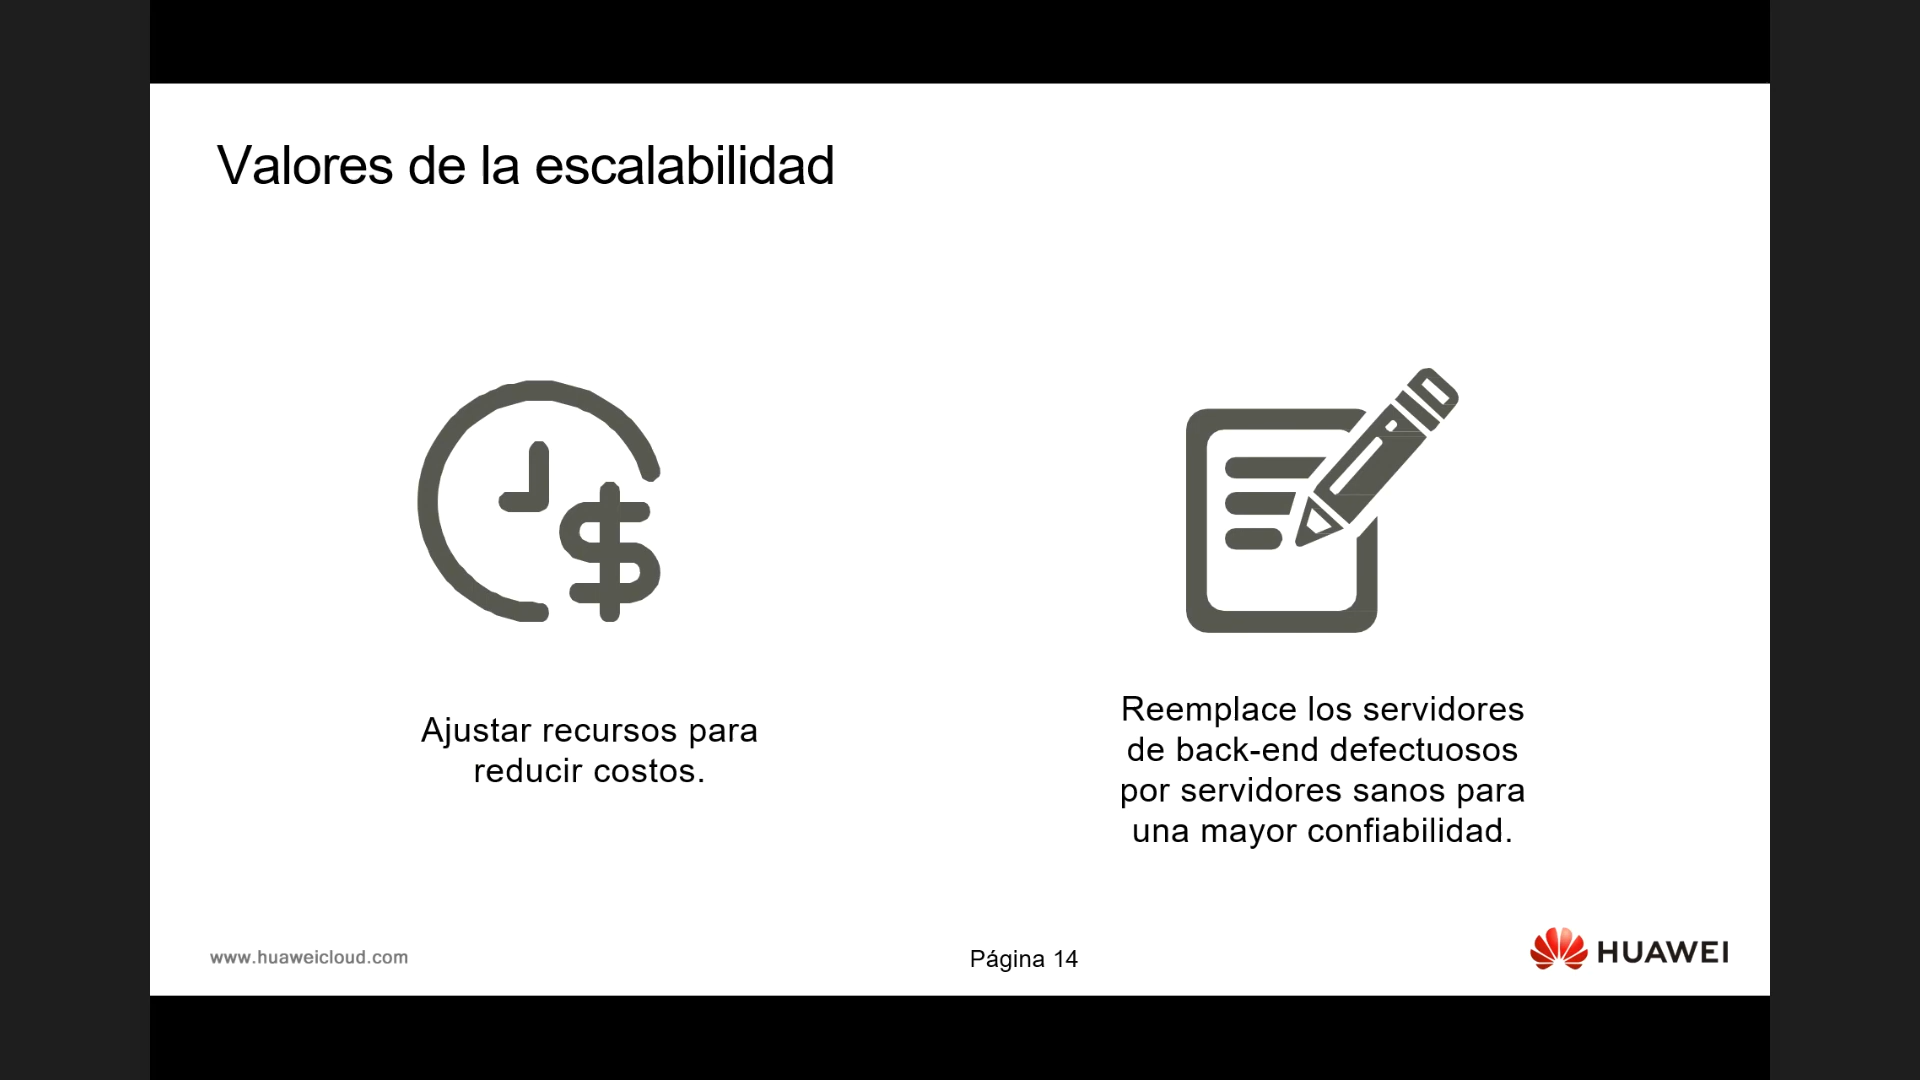 Valores de la escalabilidad
Ajustar recursos para
reducir costos.
Reemplace los servidores
de back-end defectuosos
por servidores sanos para
una mayor confiabilidad.
www.huaweicloud.com
Página 14
HUAWEI